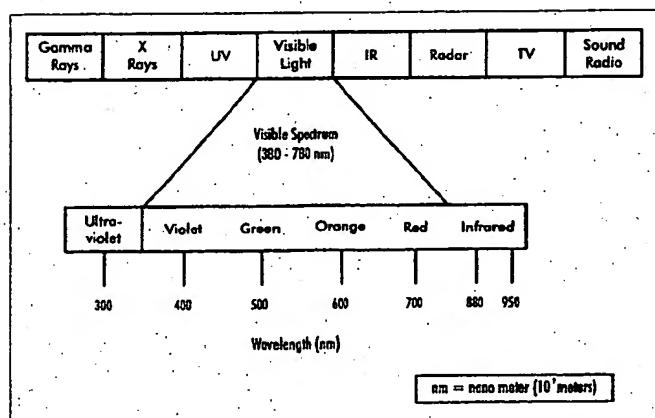 Gamma Rays
X Rays
UV
Visible Light
IR
Radar
TV
Sound Radio
Visible Spectrum
(380 - 780 nm)
Ultra-violet
Violet
Green
Orange
Red
Infrared
300
400
500
600
700
880
950
Wavelength (nm)
nm = nano meter (10 meters)